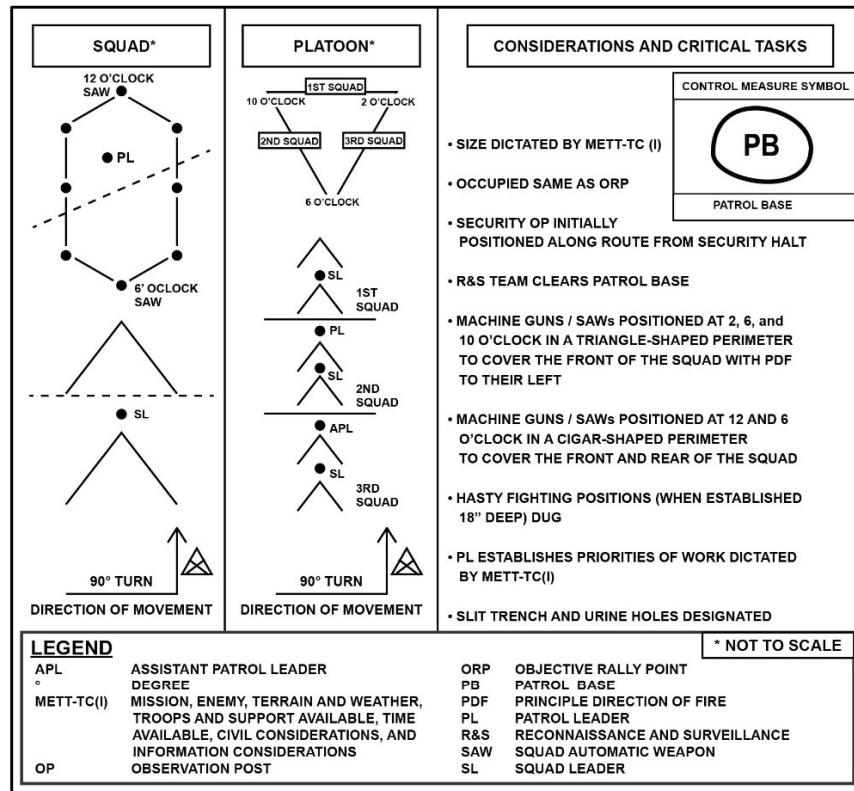 SQUAD*
12 O'CLOCK
SAW
PL
6' OCLOCK
SAW
SL
90° TURN
DIRECTION OF MOVEMENT
PLATOON*
1ST SQUAD
10 O'CLOCK
2 O'CLOCK
2ND SQUAD
3RD SQUAD
6 O'CLOCK
SL
1ST
SQUAD
PL
SL
2ND
SQUAD
APL
SL
3RD
SQUAD
90° TURN
DIRECTION OF MOVEMENT
CONSIDERATIONS AND CRITICAL TASKS
CONTROL MEASURE SYMBOL
PB
PATROL BASE
• SIZE DICTATED BY METT-TC (I)
• OCCUPIED SAME AS ORP
• SECURITY OP INITIALLY
POSITIONED ALONG ROUTE FROM SECURITY HALT
• R&S TEAM CLEARS PATROL BASE
• MACHINE GUNS / SAWs POSITIONED AT 2, 6, and
10 O'CLOCK IN A TRIANGLE-SHAPED PERIMETER
TO COVER THE FRONT OF THE SQUAD WITH PDF
TO THEIR LEFT
• MACHINE GUNS / SAWs POSITIONED AT 12 AND 6
O'CLOCK IN A CIGAR-SHAPED PERIMETER
TO COVER THE FRONT AND REAR OF THE SQUAD
• HASTY FIGHTING POSITIONS (WHEN ESTABLISHED
18" DEEP) DUG
• PL ESTABLISHES PRIORITIES OF WORK DICTATED
BY METT-TC(I)
• SLIT TRENCH AND URINE HOLES DESIGNATED
* NOT TO SCALE
LEGEND
APL ASSISTANT PATROL LEADER
° DEGREE
METT-TC(I) MISSION, ENEMY, TERRAIN AND WEATHER,
TROOPS AND SUPPORT AVAILABLE, TIME
AVAILABLE, CIVIL CONSIDERATIONS, AND
INFORMATION CONSIDERATIONS
OP OBSERVATION POST
ORP OBJECTIVE RALLY POINT
PB PATROL BASE
PDF PRINCIPLE DIRECTION OF FIRE
PL PATROL LEADER
R&S RECONNAISSANCE AND SURVEILLANCE
SAW SQUAD AUTOMATIC WEAPON
SL SQUAD LEADER